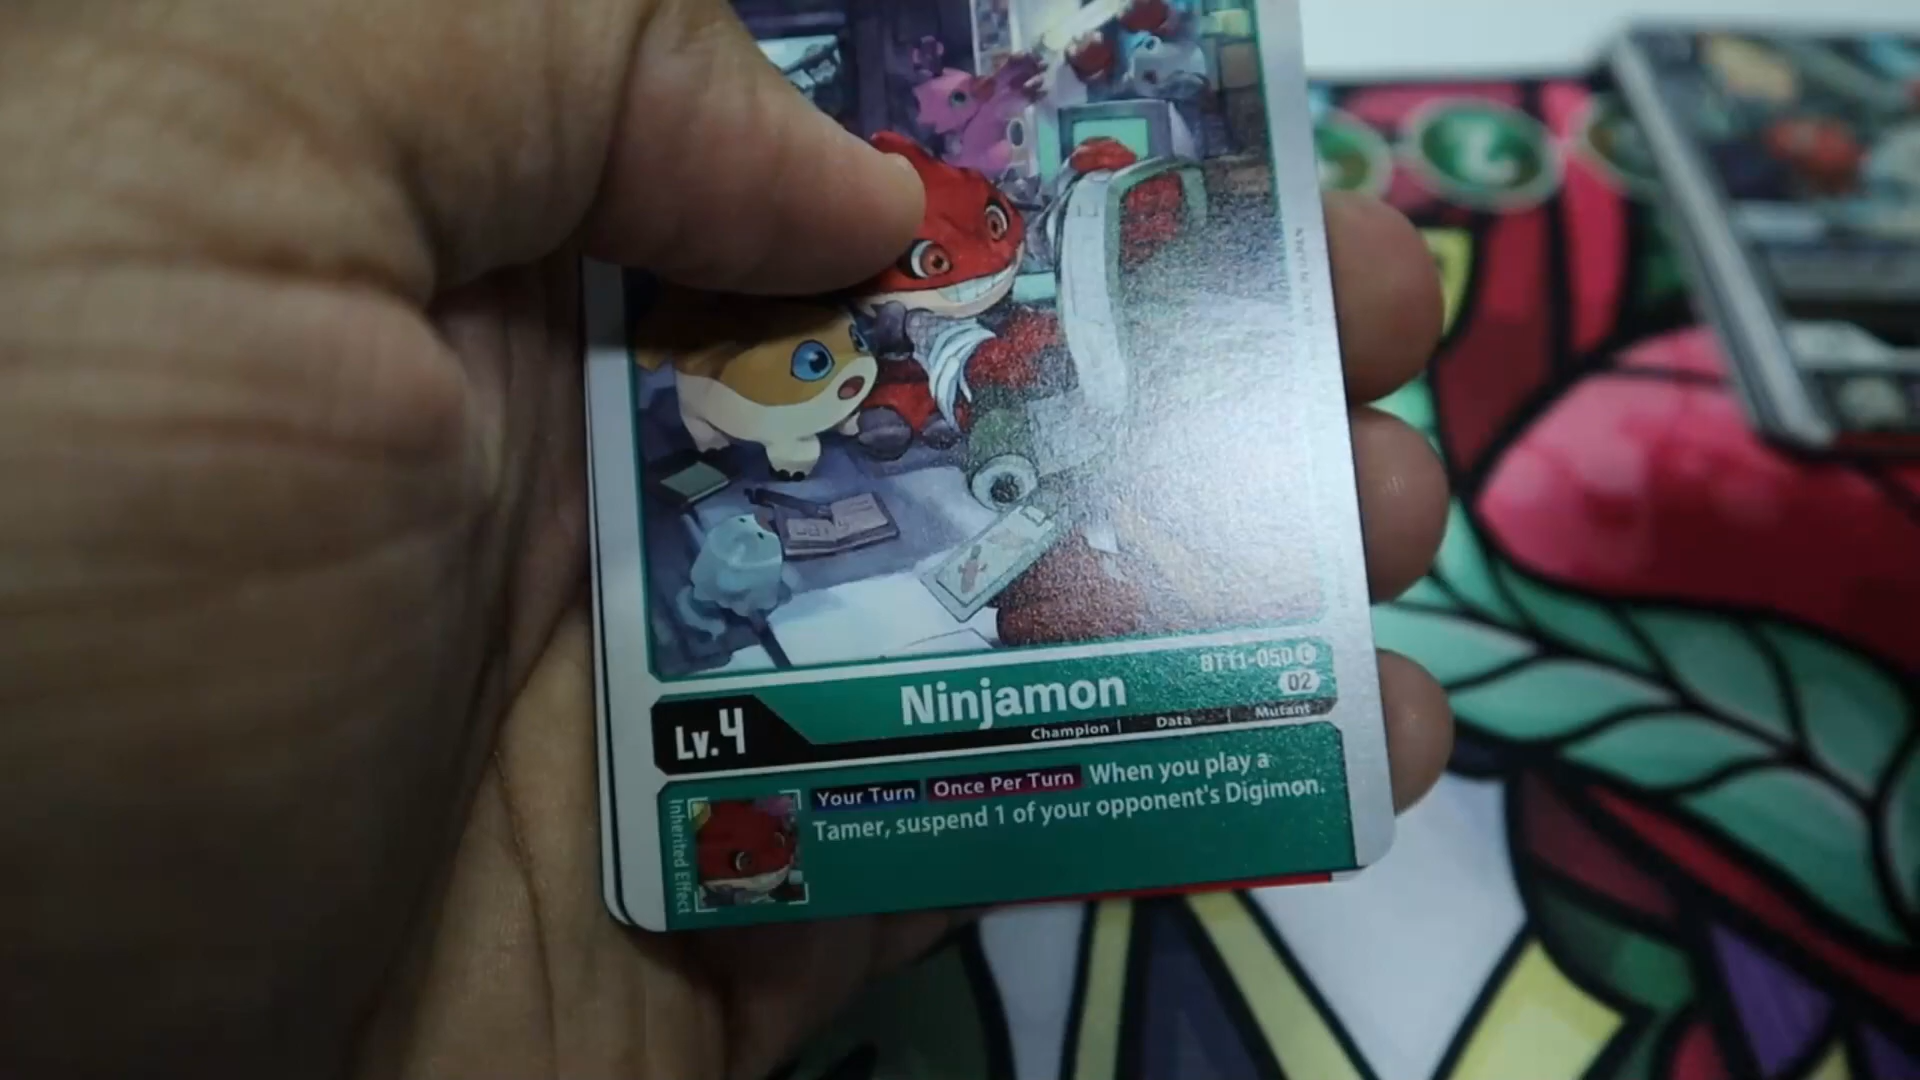 BT11-050 C
02
Ninjamon
Lv.4
Champion | Data | Mutant
Inherited Effect
Your Turn Once Per Turn When you play a
Tamer, suspend 1 of your opponent's Digimon.